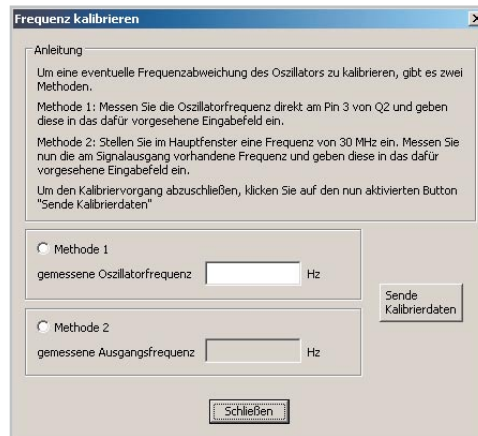 Frequenz kalibrieren
Anleitung
Um eine eventuelle Frequenzabweichung des Oszillators zu kalibrieren, gibt es zwei
Methoden.
Methode 1: Messen Sie die Oszillatorfrequenz direkt am Pin 3 von Q2 und geben
diese in das dafür vorgesehene Eingabefeld ein.
Methode 2: Stellen Sie im Hauptfenster eine Frequenz von 30 MHz ein. Messen Sie
nun die am Signalausgang vorhandene Frequenz und geben diese in das dafür
vorgesehene Eingabefeld ein.
Um den Kalibriervorgang abzuschließen, klicken Sie auf den nun aktivierten Button
"Sende Kalibrierdaten"
Methode 1
gemessene Oszillatorfrequenz Hz
Sende
Kalibrierdaten
Methode 2
gemessene Ausgangsfrequenz Hz
Schließen